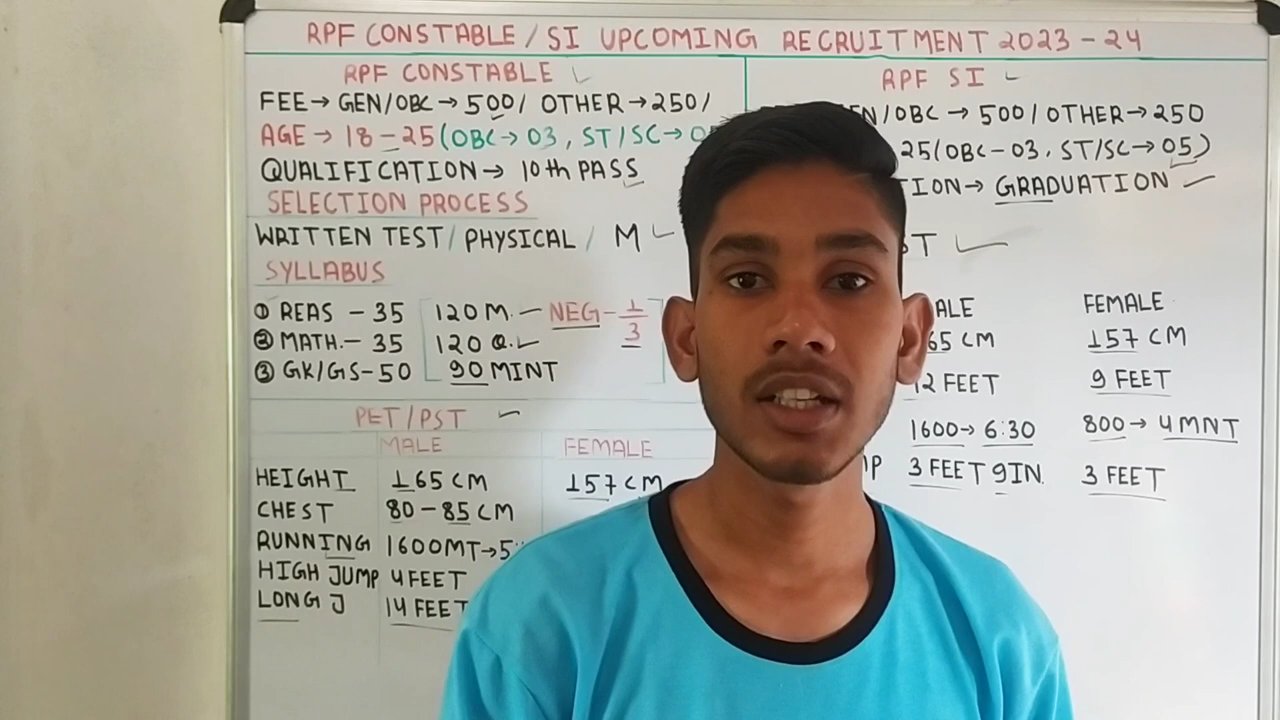 RPF CONSTABLE / SI UPCOMING RECRUITMENT 2023-24
RPF CONSTABLE
FEE → GEN/OBC → 500/ OTHER → 250/
AGE → 18-25 (OBC → 03, ST/SC →
QUALIFICATION → 10th PASS
SELECTION PROCESS
WRITTEN TEST / PHYSICAL / M
SYLLABUS
① REAS - 35 120 M. - NEG - 1/3
② MATH. - 35 120 Q.
③ GK/GS - 50 90 MINT
PET/PST
MALE FEMALE
HEIGHT 165 CM 157 CM
CHEST 80-85 CM
RUNNING 1600MT → 5
HIGH JUMP 4 FEET
LONG J 14 FEET
RPF SI
N/OBC → 500/ OTHER → 250
25 (OBC-03, ST/SC → 05)
TION → GRADUATION
ST
ALE FEMALE
65 CM 157 CM
12 FEET 9 FEET
1600 → 6:30 800 → 4 MNT
MP 3 FEET 9 IN. 3 FEET